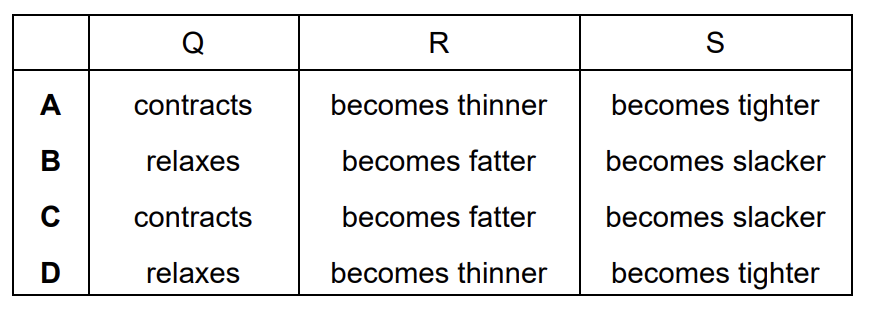 Q R S
A contracts becomes thinner becomes tighter
B relaxes becomes fatter becomes slacker
C contracts becomes fatter becomes slacker
D relaxes becomes thinner becomes tighter